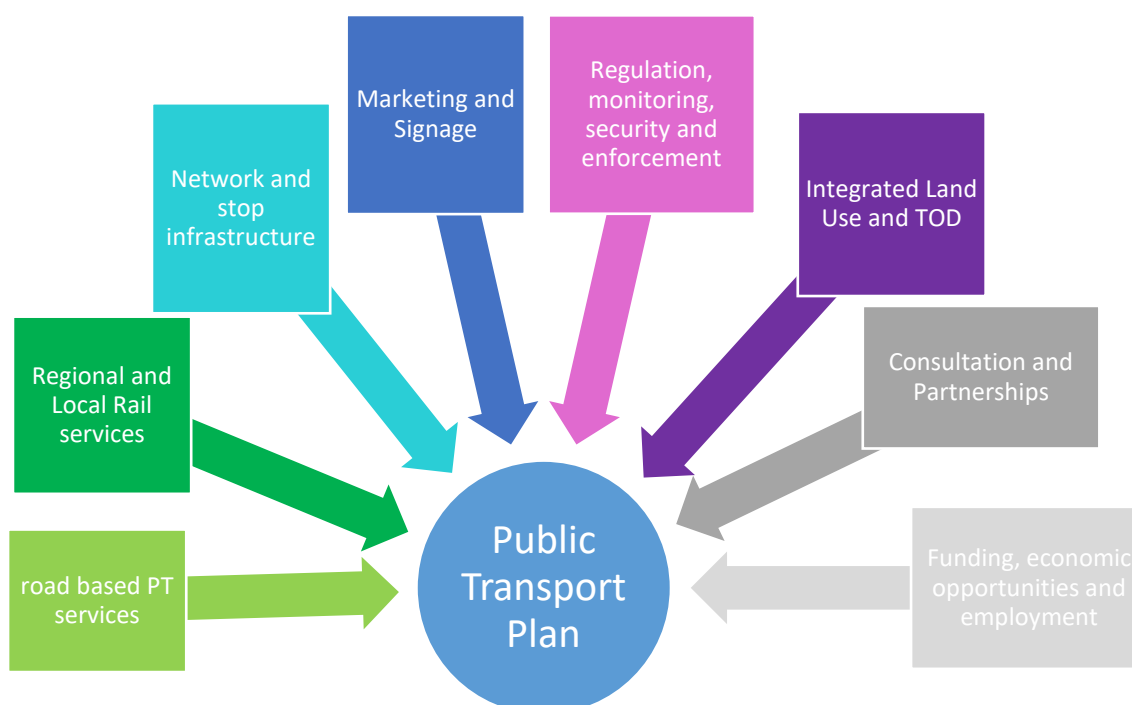 road based PT
services
Regional and
Local Rail
services
Network and
stop
infrastructure
Marketing and
Signage
Regulation,
monitoring,
security and
enforcement
Integrated Land
Use and TOD
Consultation and
Partnerships
Funding, economic
opportunities and
employment
Public
Transport
Plan